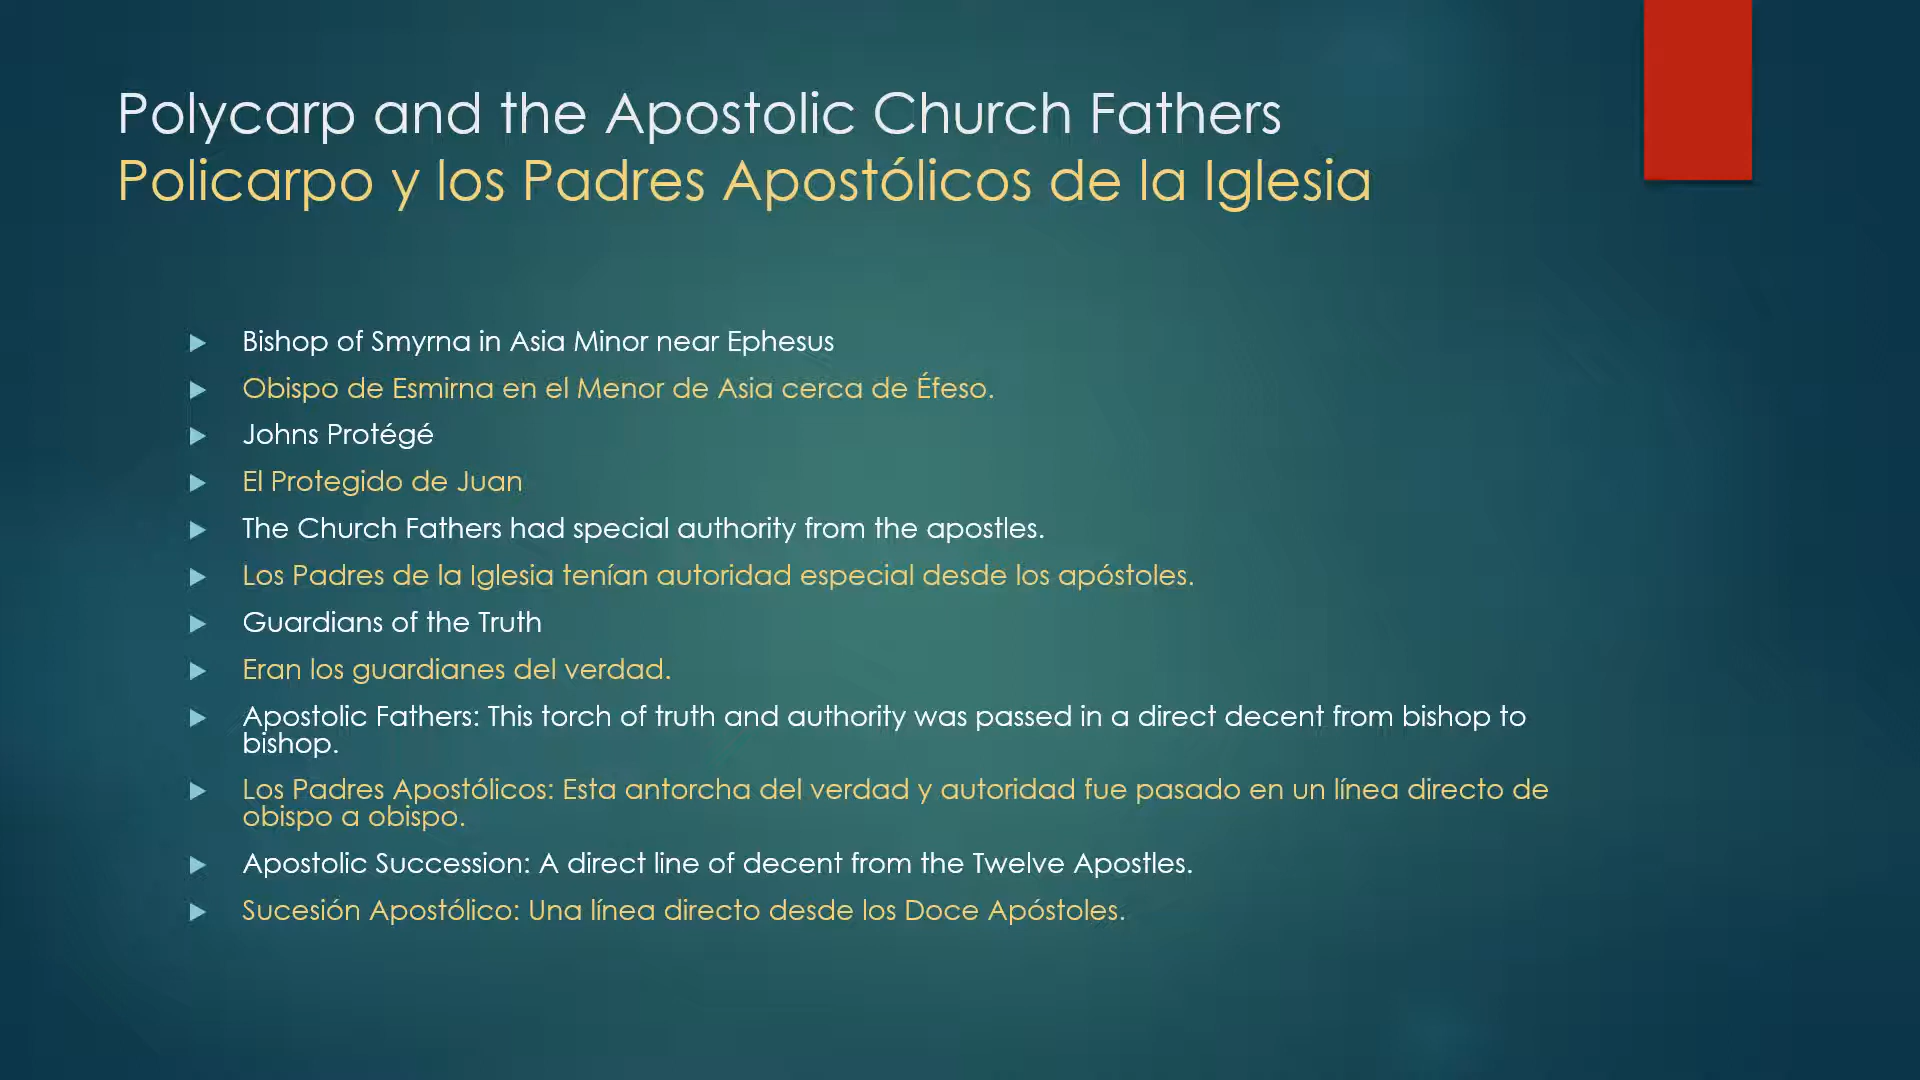 Polycarp and the Apostolic Church Fathers
Policarpo y los Padres Apostólicos de la Iglesia
Bishop of Smyrna in Asia Minor near Ephesus
Obispo de Esmirna en el Menor de Asia cerca de Éfeso.
Johns Protégé
El Protegido de Juan
The Church Fathers had special authority from the apostles.
Los Padres de la Iglesia tenían autoridad especial desde los apóstoles.
Guardians of the Truth
Eran los guardianes del verdad.
Apostolic Fathers: This torch of truth and authority was passed in a direct decent from bishop to
bishop.
Los Padres Apostólicos: Esta antorcha del verdad y autoridad fue pasado en un línea directo de
obispo a obispo.
Apostolic Succession: A direct line of decent from the Twelve Apostles.
Sucesión Apostólico: Una línea directo desde los Doce Apóstoles.